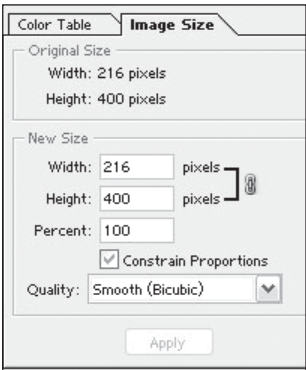 Color Table Image Size
Original Size
Width: 216 pixels
Height: 400 pixels
New Size
Width: 216 pixels
Height: 400 pixels
Percent: 100
Constrain Proportions
Quality: Smooth (Bicubic)
Apply